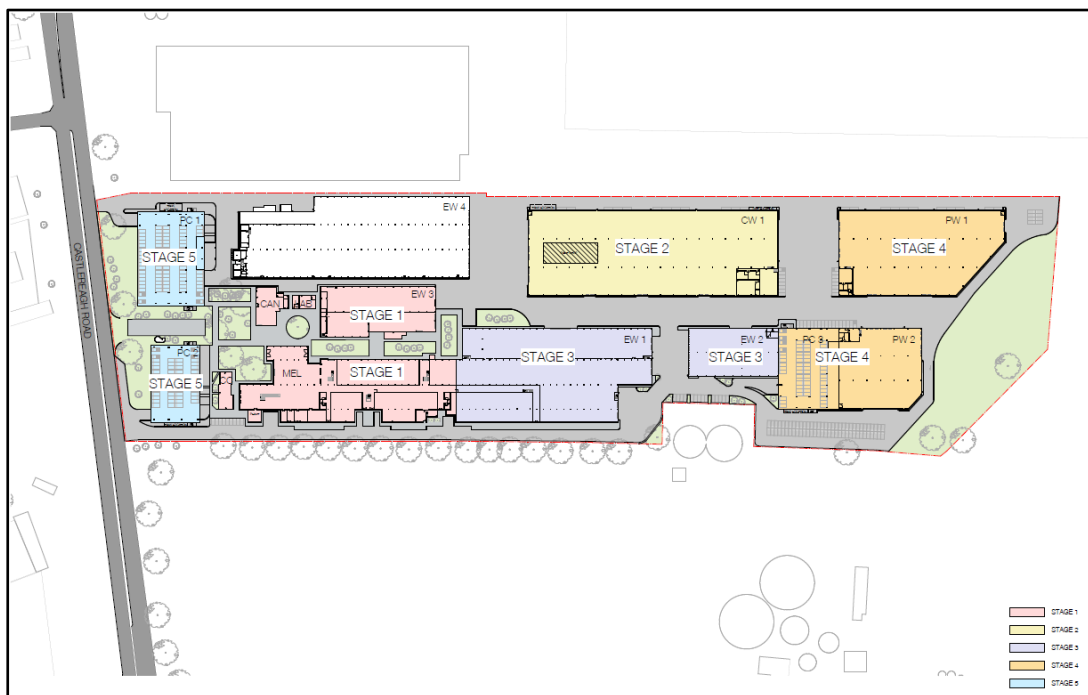 EW 4
PC 1
STAGE 5
CW 1
STAGE 2
PW 1
STAGE 4
CASTLEREAGH ROAD
CAN
EW 3
STAGE 1
PC 2
STAGE 5
MEL
STAGE 1
EW 1
STAGE 3
EW 2
STAGE 3
PC 3
STAGE 4
PW 2
STAGE 1
STAGE 2
STAGE 3
STAGE 4
STAGE 5